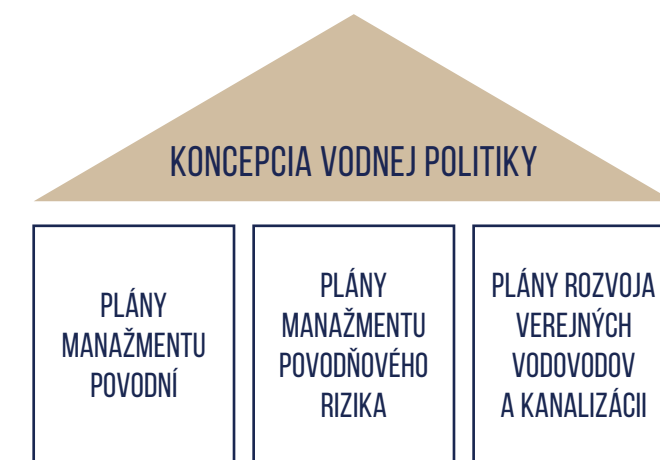 KONCEPCIA VODNEJ POLITIKY
PLÁNY
MANAŽMENTU
POVODNÍ
PLÁNY
MANAŽMENTU
POVODŇOVÉHO
RIZIKA
PLÁNY ROZVOJA
VEREJNÝCH
VODOVODOV
A KANALIZÁCII